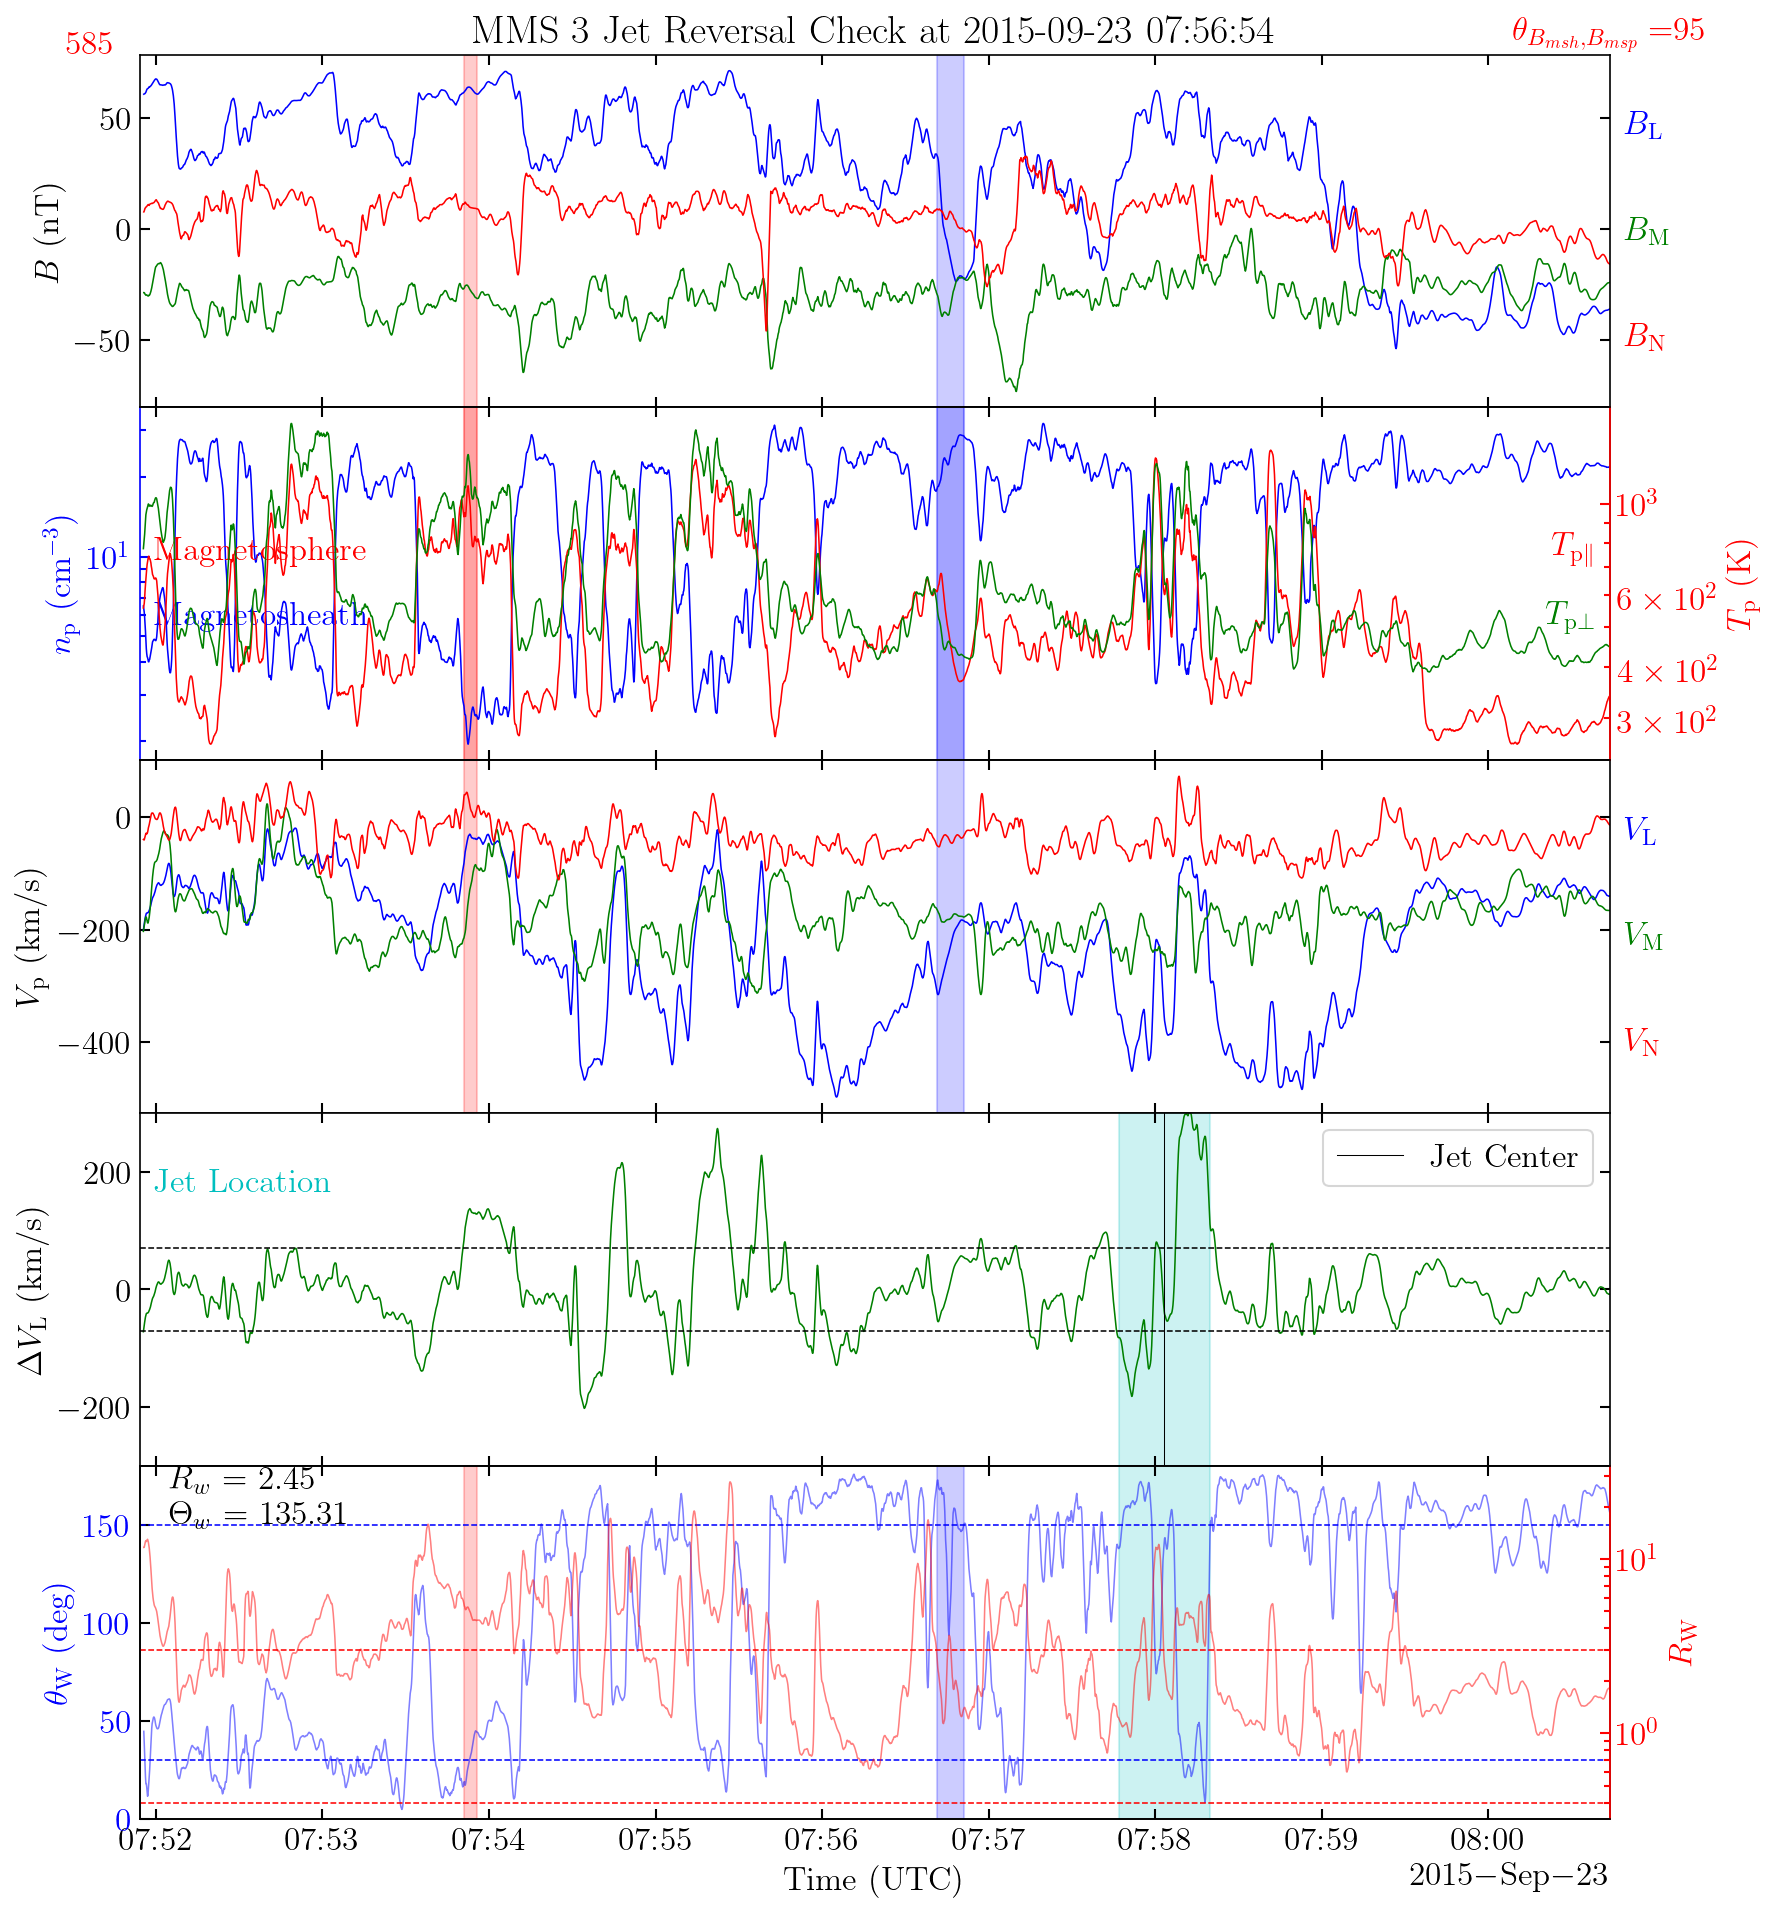 MMS 3 Jet Reversal Check at 2015-09-23 07:56:54
585
θ_{B_{msh},B_{msp}} =95
B (nT)
50
0
−50
B_L
B_M
B_N
n_p (cm^{−3})
10^1
Magnetosphere
Magnetosheath
T_{p∥}
T_{p⊥}
10^3
6 × 10^2
4 × 10^2
3 × 10^2
T_p (K)
V_p (km/s)
0
−200
−400
V_L
V_M
V_N
ΔV_L (km/s)
200
0
−200
Jet Location
Jet Center
R_w = 2.45
Θ_w = 135.31
θ_W (deg)
150
100
50
0
10^1
10^0
R_W
07:52
07:53
07:54
07:55
07:56
07:57
07:58
07:59
08:00
Time (UTC)
2015−Sep−23